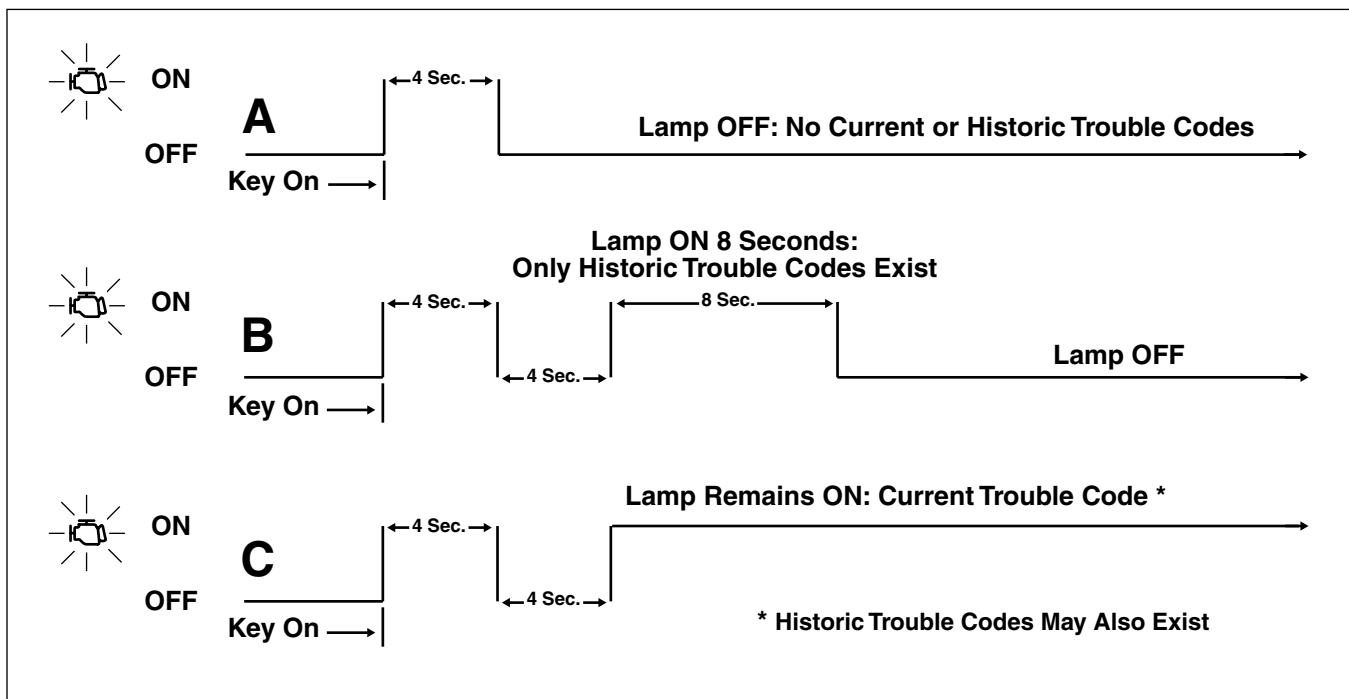 ON
4 Sec.
A
Lamp OFF: No Current or Historic Trouble Codes
OFF
Key On
Lamp ON 8 Seconds:
Only Historic Trouble Codes Exist
ON
4 Sec.
8 Sec.
B
Lamp OFF
OFF
4 Sec.
Key On
Lamp Remains ON: Current Trouble Code *
ON
4 Sec.
C
OFF
4 Sec.
* Historic Trouble Codes May Also Exist
Key On